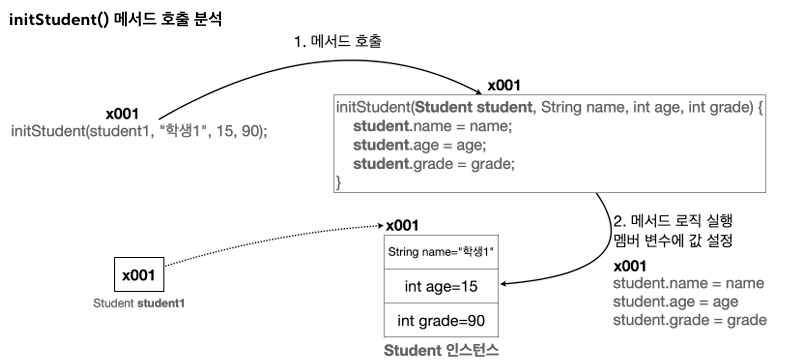 initStudent() 메서드 호출 분석
1. 메서드 호출
x001
initStudent(student1, "학생1", 15, 90);
x001
initStudent(Student student, String name, int age, int grade) {
student.name = name;
student.age = age;
student.grade = grade;
}
2. 메서드 로직 실행
멤버 변수에 값 설정
x001
student.name = name
student.age = age
student.grade = grade
x001
Student student1
x001
String name="학생1"
int age=15
int grade=90
Student 인스턴스